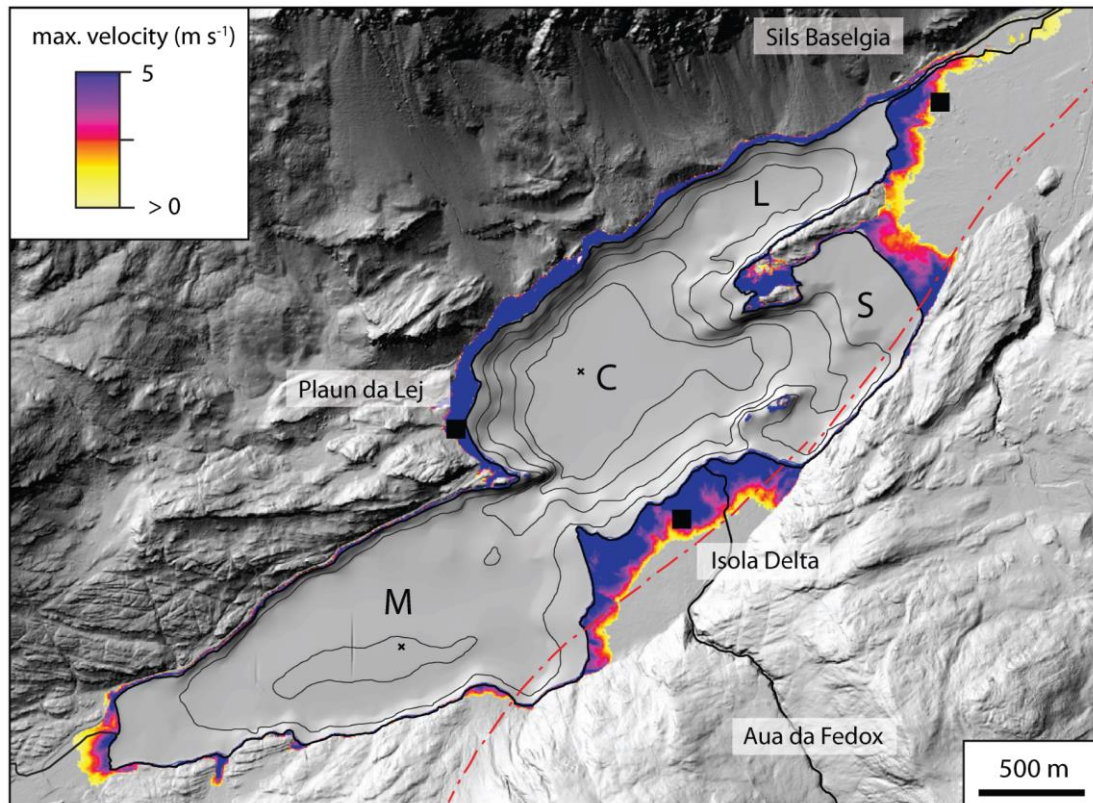 max. velocity (m s⁻¹)
5
> 0
Sils Baselgia
L
S
C
Plaun da Lej
Isola Delta
M
Aua da Fedox
500 m